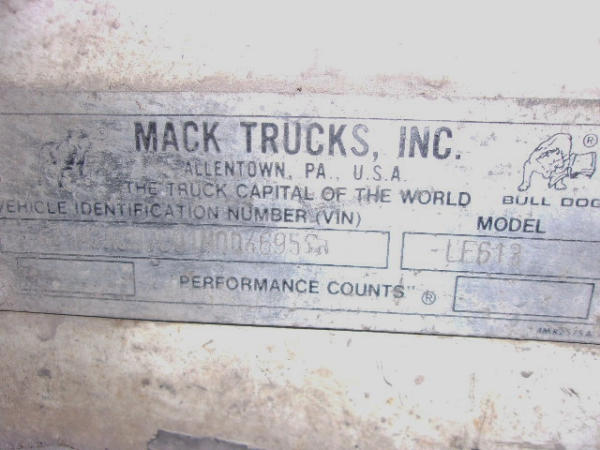 MACK TRUCKS, INC. ®
ALLENTOWN, PA., U.S.A.
THE TRUCK CAPITAL OF THE WORLD BULL DOG
VEHICLE IDENTIFICATION NUMBER (VIN) MODEL
PERFORMANCE COUNTS" ®